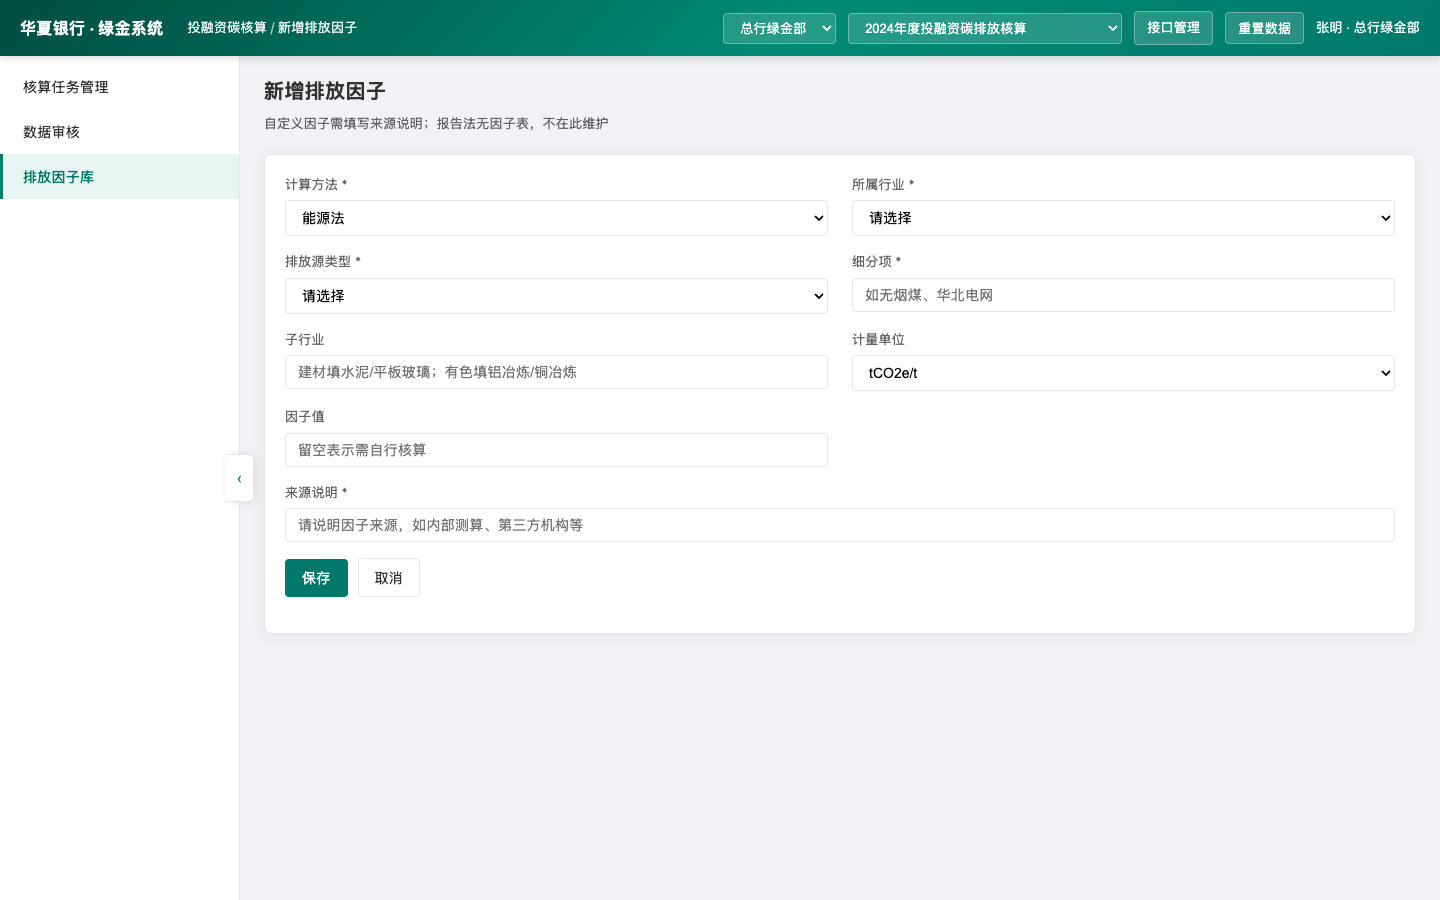 华夏银行 · 绿金系统
投融资碳核算 / 新增排放因子
总行绿金部
2024年度投融资碳排放核算
接口管理
重置数据
张明 · 总行绿金部
核算任务管理
数据审核
排放因子库
‹
新增排放因子
自定义因子需填写来源说明；报告法无因子表，不在此维护
计算方法 *
能源法
所属行业 *
请选择
排放源类型 *
请选择
细分项 *
如无烟煤、华北电网
子行业
建材填水泥/平板玻璃；有色填铝冶炼/铜冶炼
计量单位
tCO2e/t
因子值
留空表示需自行核算
来源说明 *
请说明因子来源，如内部测算、第三方机构等
保存
取消